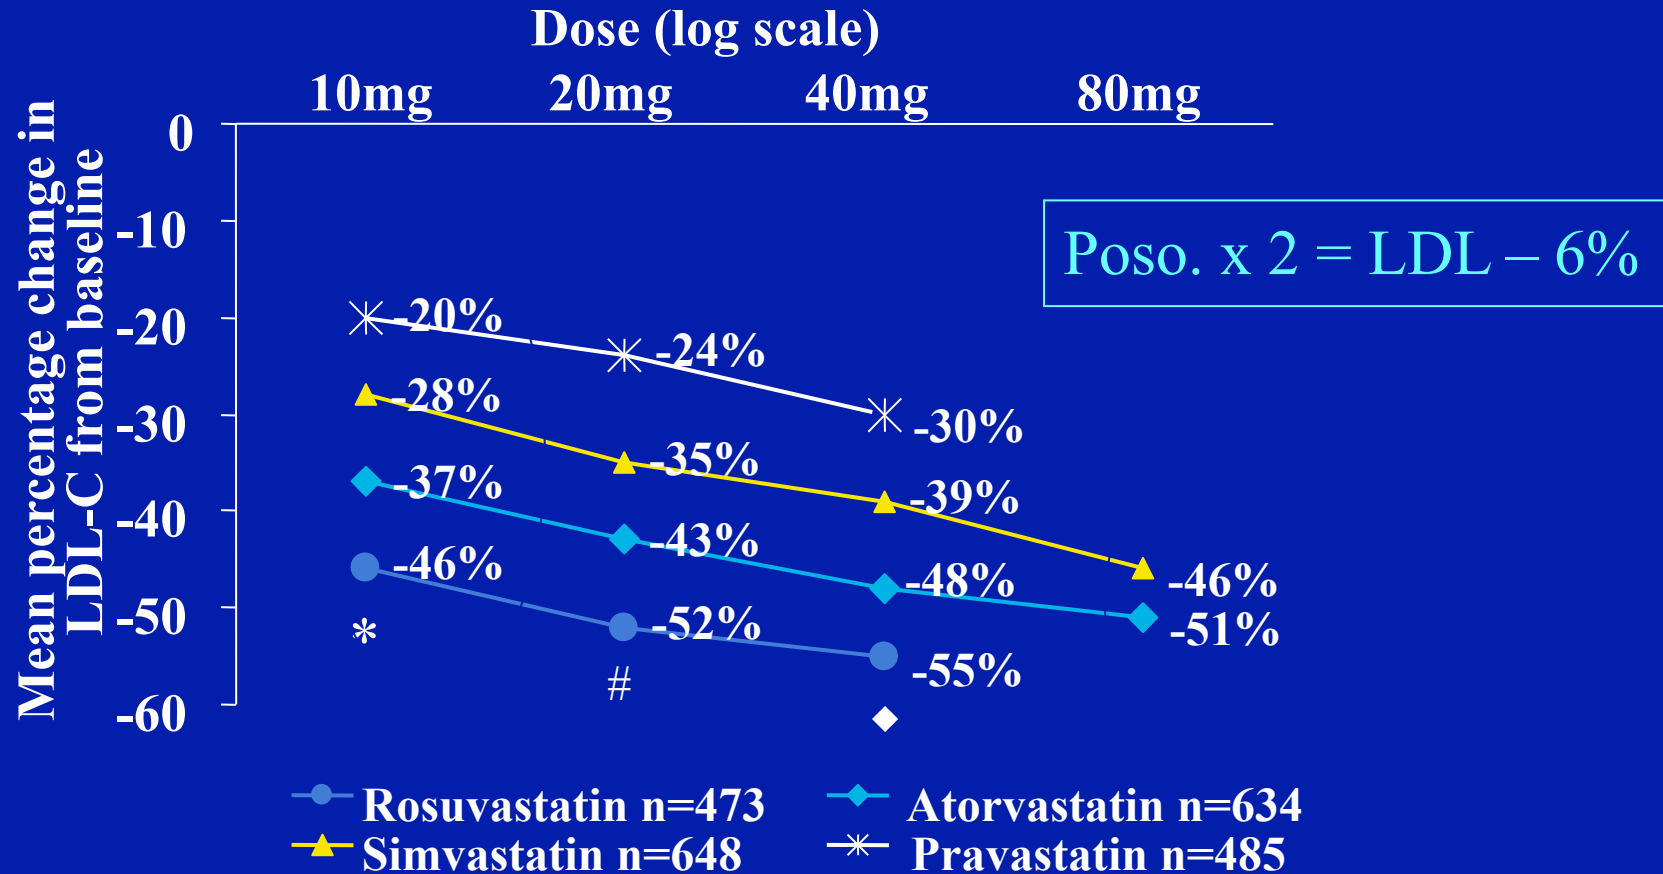 Dose (log scale)
10mg 20mg 40mg 80mg
Mean percentage change in
LDL-C from baseline
0
-10
-20
-30
-40
-50
-60
Poso. x 2 = LDL – 6%
-20%
-24%
-30%
-28%
-35%
-39%
-46%
-37%
-43%
-48%
-51%
-46%
-52%
-55%
*
#
Rosuvastatin n=473
Atorvastatin n=634
Simvastatin n=648
Pravastatin n=485